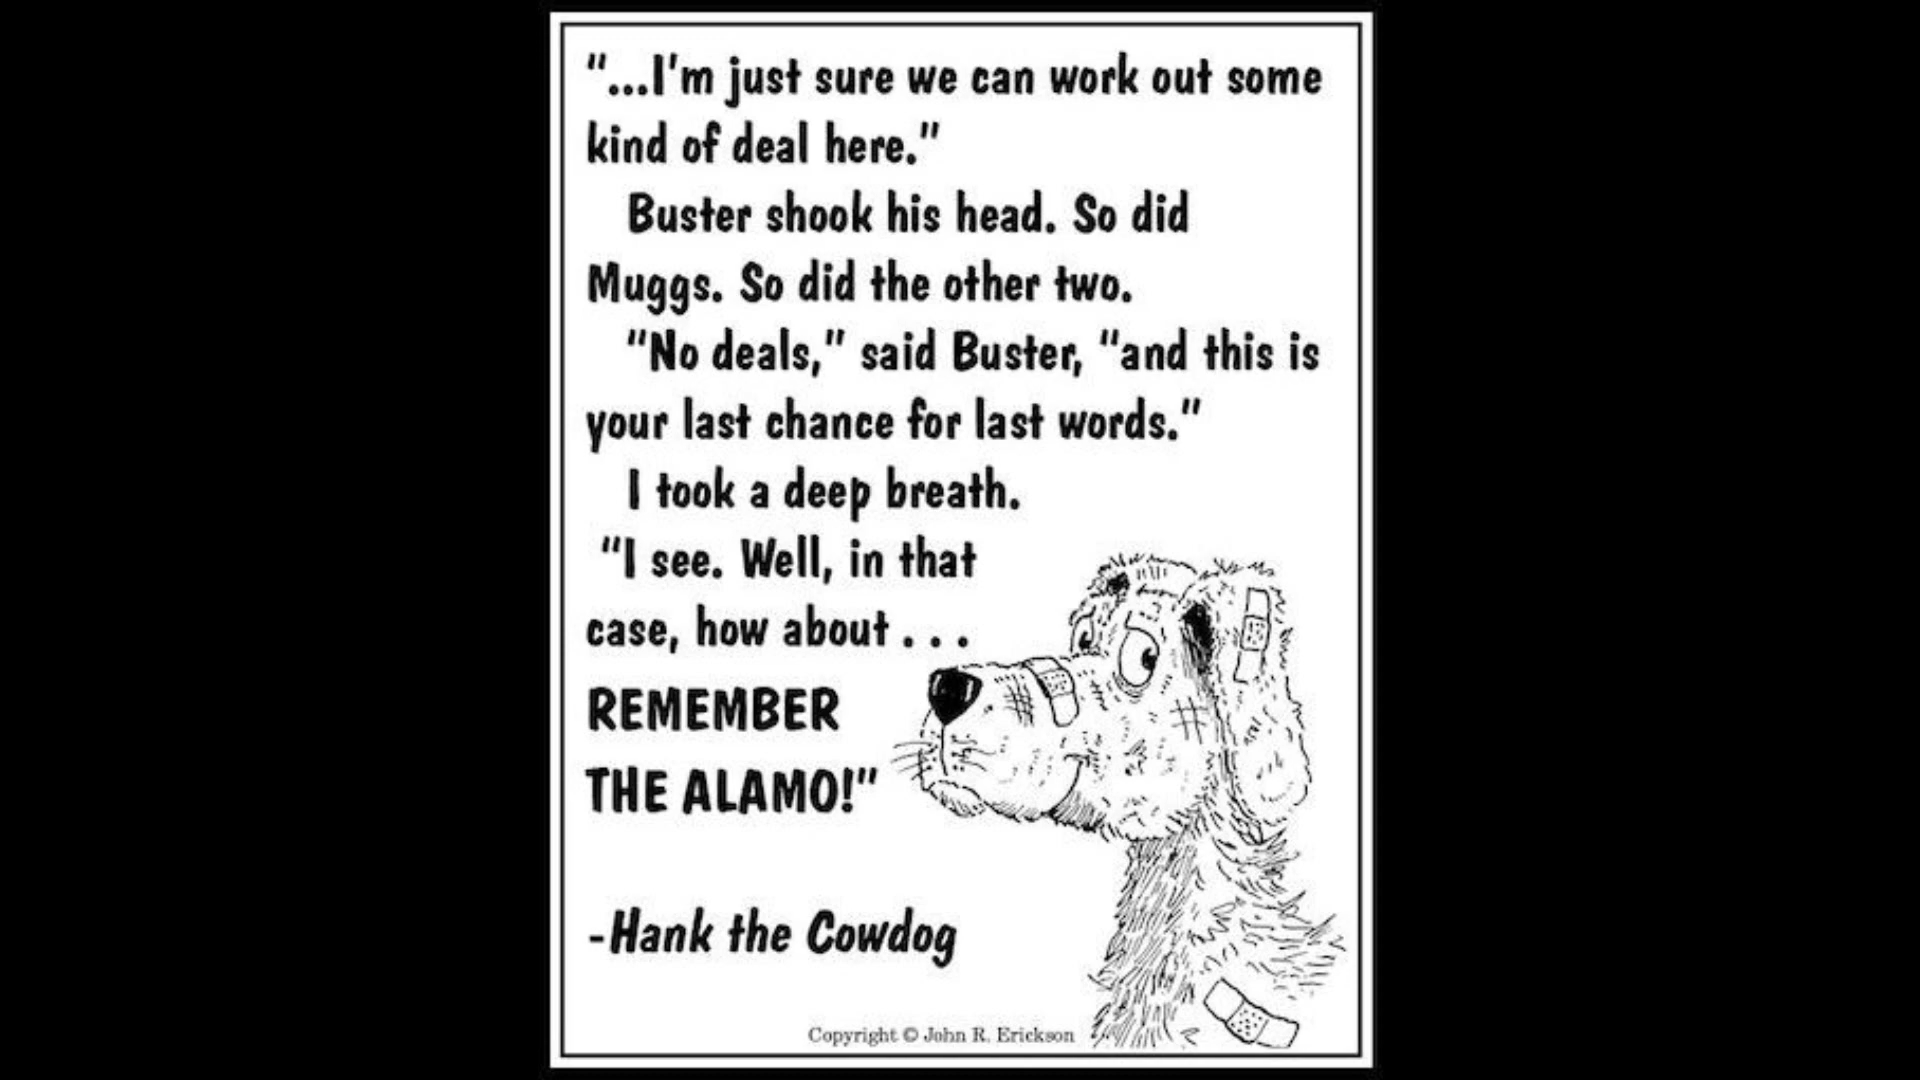 “...I’m just sure we can work out some
kind of deal here.”
Buster shook his head. So did
Muggs. So did the other two.
“No deals,” said Buster, “and this is
your last chance for last words.”
I took a deep breath.
“I see. Well, in that
case, how about . . .
REMEMBER
THE ALAMO!”
-Hank the Cowdog
Copyright © John R. Erickson